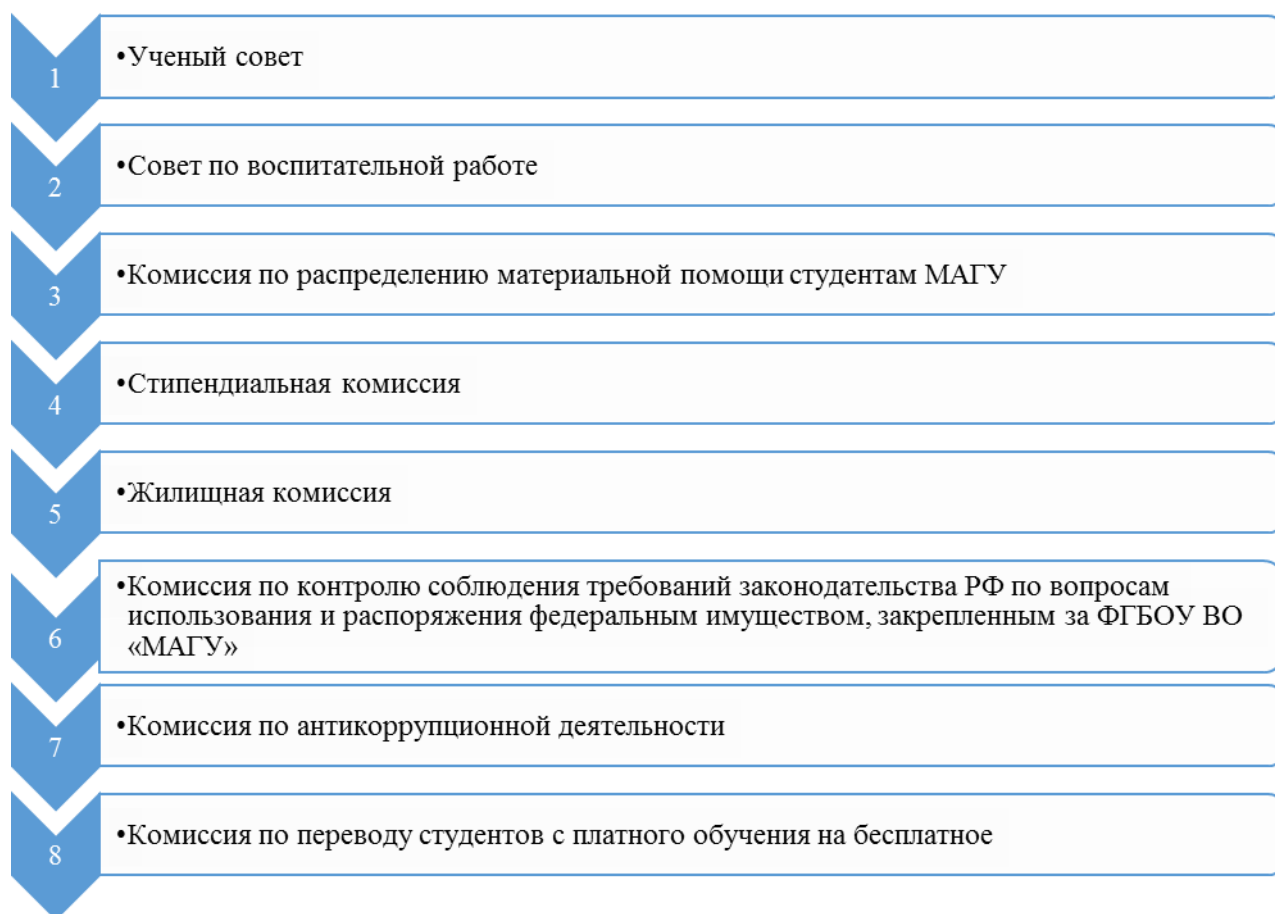 1
•Ученый совет
2
•Совет по воспитательной работе
3
•Комиссия по распределению материальной помощи студентам МАГУ
4
•Стипендиальная комиссия
5
•Жилищная комиссия
6
•Комиссия по контролю соблюдения требований законодательства РФ по вопросам
использования и распоряжения федеральным имуществом, закрепленным за ФГБОУ ВО
«МАГУ»
7
•Комиссия по антикоррупционной деятельности
8
•Комиссия по переводу студентов с платного обучения на бесплатное